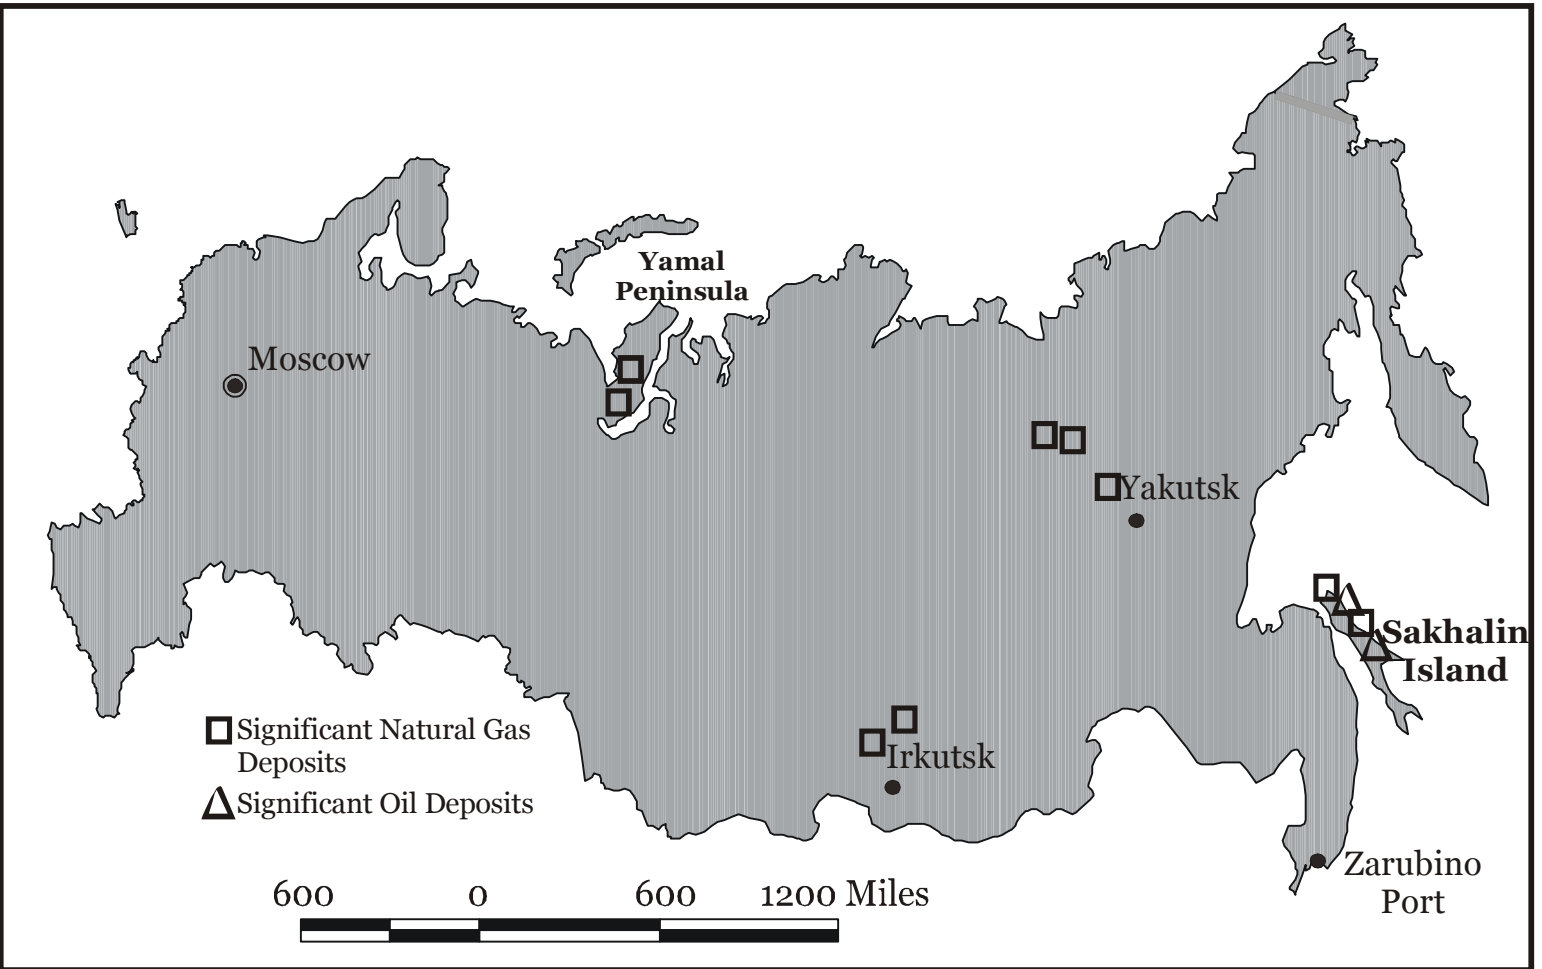 Yamal
Peninsula
Moscow
Yakutsk
Sakhalin
Island
Significant Natural Gas
Deposits
Irkutsk
Significant Oil Deposits
Zarubino
Port
600 0 600 1200 Miles